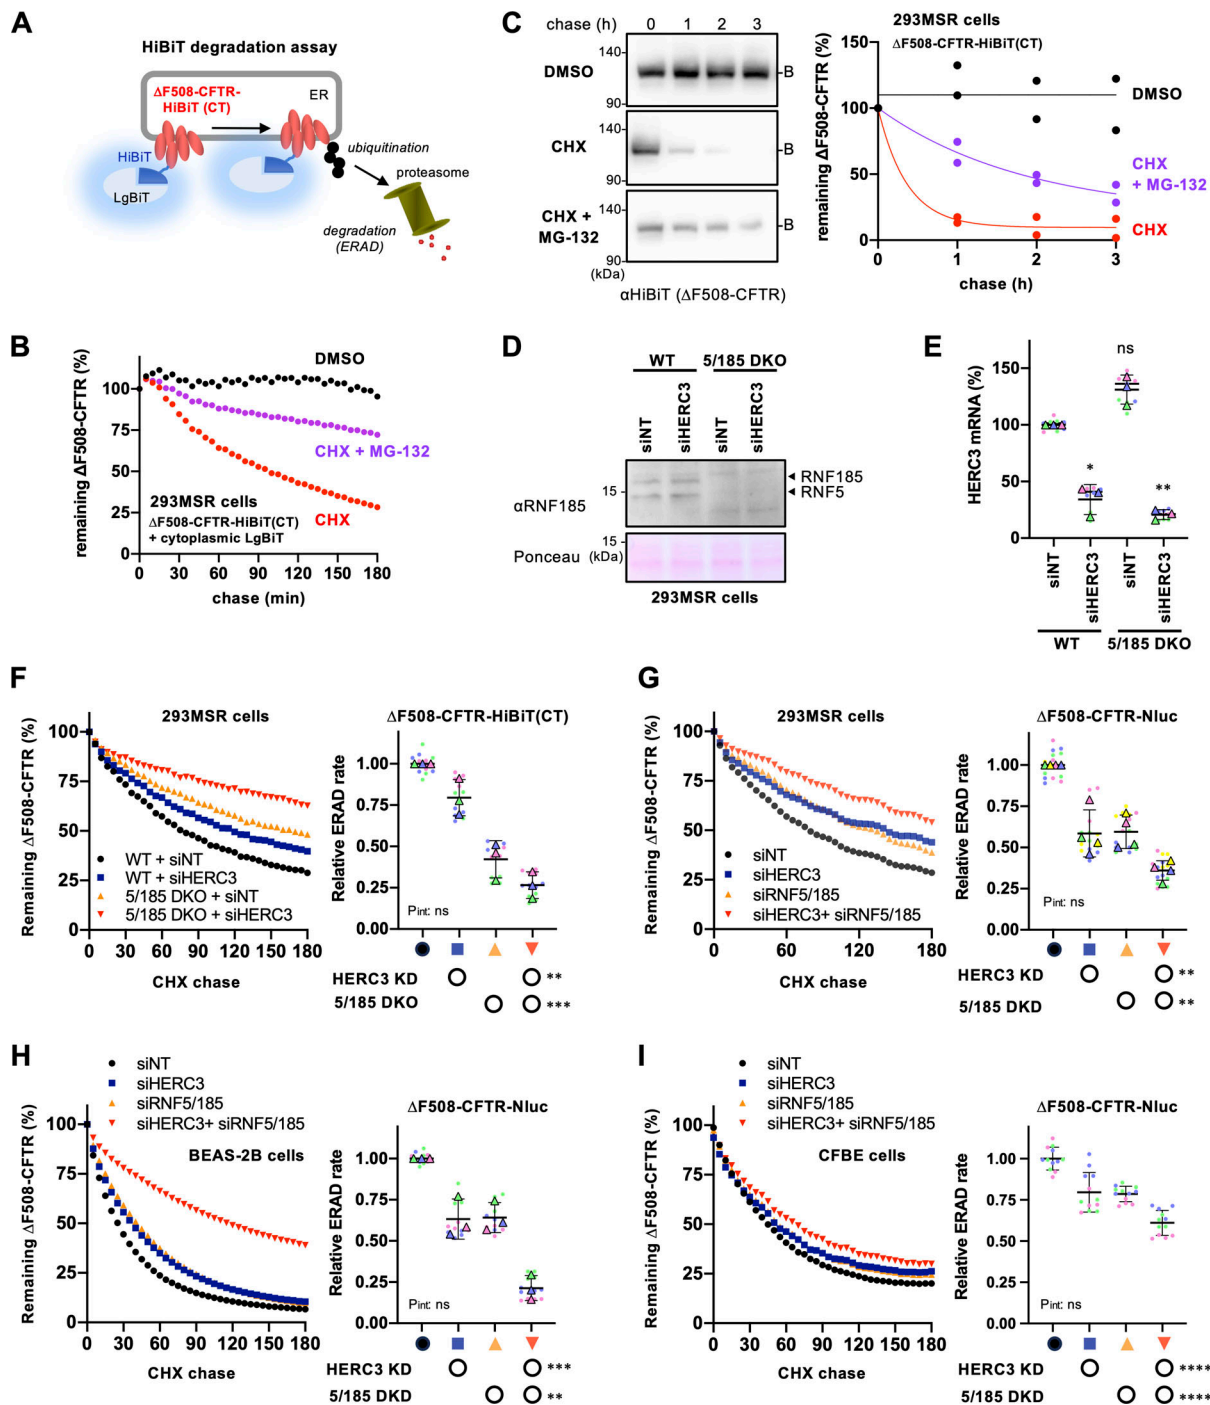 A
HiBiT degradation assay
ΔF508-CFTR-
HiBiT (CT)
ER
HiBiT
LgBiT
ubiquitination
proteasome
degradation
(ERAD)
B
remaining ΔF508-CFTR (%)
100
75
50
25
0
DMSO
CHX + MG-132
CHX
293MSR cells
ΔF508-CFTR-HiBiT(CT)
+ cytoplasmic LgBiT
0 30 60 90 120 150 180
chase (min)
C
chase (h) 0 1 2 3
140
DMSO
B
90
140
CHX
B
90
140
CHX +
MG-132
B
90
(kDa)
αHiBiT (ΔF508-CFTR)
293MSR cells
ΔF508-CFTR-HiBiT(CT)
remaining ΔF508-CFTR (%)
150
100
50
0
DMSO
CHX
+ MG-132
CHX
0 1 2 3
chase (h)
D
WT 5/185 DKO
siNT siHERC3 siNT siHERC3
αRNF185
15
RNF185
RNF5
15
Ponceau (kDa)
293MSR cells
E
HERC3 mRNA (%)
150
100
50
0
*
ns
**
siNT siHERC3 siNT siHERC3
WT 5/185 DKO
F
293MSR cells
Remaining ΔF508-CFTR (%)
100
75
50
25
0
WT + siNT
WT + siHERC3
5/185 DKO + siNT
5/185 DKO + siHERC3
0 30 60 90 120 150 180
CHX chase
ΔF508-CFTR-HiBiT(CT)
Relative ERAD rate
1.00
0.75
0.50
0.25
0.00
Pint: ns
HERC3 KD **
5/185 DKO ***
G
293MSR cells
Remaining ΔF508-CFTR (%)
100
75
50
25
0
siNT
siHERC3
siRNF5/185
siHERC3+ siRNF5/185
0 60 120 180
CHX chase
ΔF508-CFTR-Nluc
Relative ERAD rate
1.00
0.75
0.50
0.25
0.00
Pint: ns
HERC3 KD **
5/185 DKD **
H
siNT
siHERC3
siRNF5/185
siHERC3+ siRNF5/185
BEAS-2B cells
Remaining ΔF508-CFTR (%)
100
75
50
25
0
0 30 60 90 120 150 180
CHX chase
ΔF508-CFTR-Nluc
Relative ERAD rate
1.00
0.75
0.50
0.25
0.00
Pint: ns
HERC3 KD ***
5/185 DKD **
I
siNT
siHERC3
siRNF5/185
siHERC3+ siRNF5/185
CFBE cells
Remaining ΔF508-CFTR (%)
100
75
50
25
0
0 30 60 90 120 150 180
CHX chase
ΔF508-CFTR-Nluc
Relative ERAD rate
1.00
0.75
0.50
0.25
0.00
Pint: ns
HERC3 KD ****
5/185 DKD ****